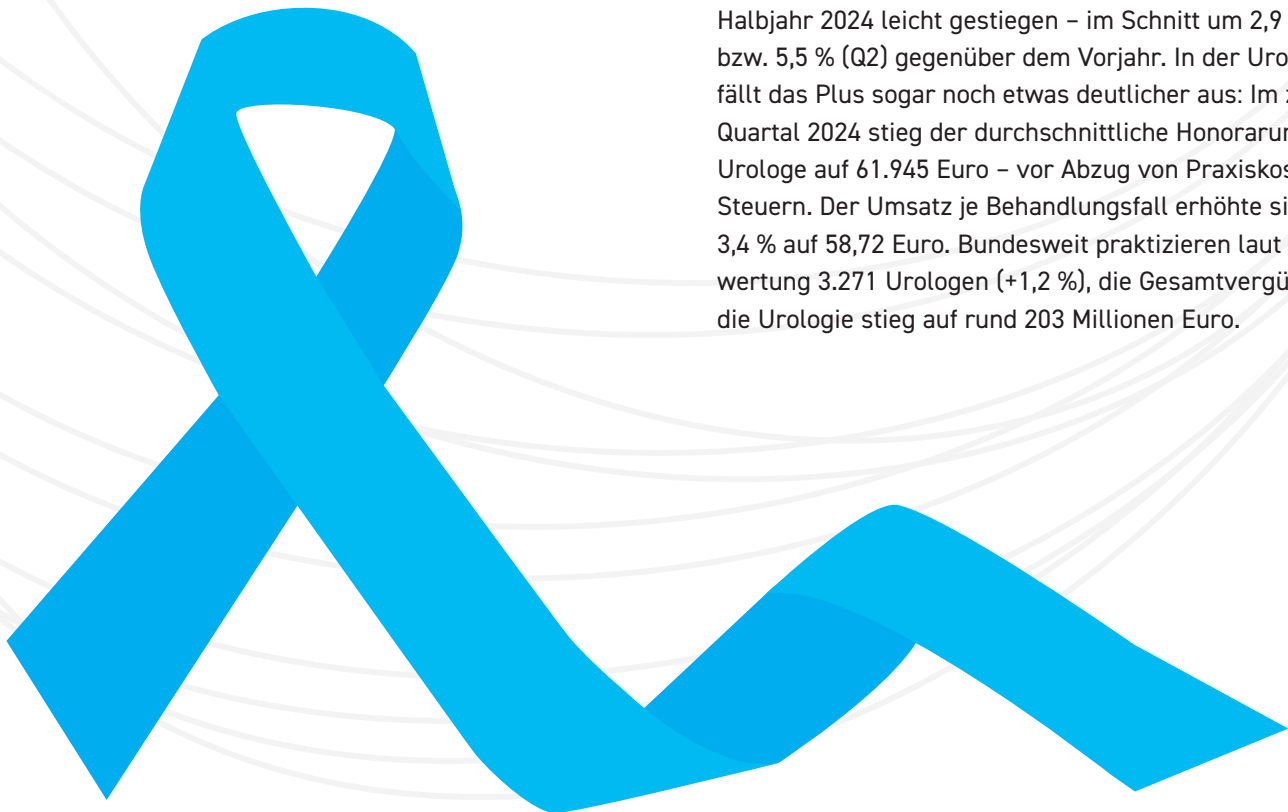 Halbjahr 2024 leicht gestiegen – im Schnitt um 2,9
bzw. 5,5 % (Q2) gegenüber dem Vorjahr. In der Uro
fällt das Plus sogar noch etwas deutlicher aus: Im
Quartal 2024 stieg der durchschnittliche Honorarun
Urologe auf 61.945 Euro – vor Abzug von Praxiskos
Steuern. Der Umsatz je Behandlungsfall erhöhte si
3,4 % auf 58,72 Euro. Bundesweit praktizieren laut
wertung 3.271 Urologen (+1,2 %), die Gesamtvergü
die Urologie stieg auf rund 203 Millionen Euro.